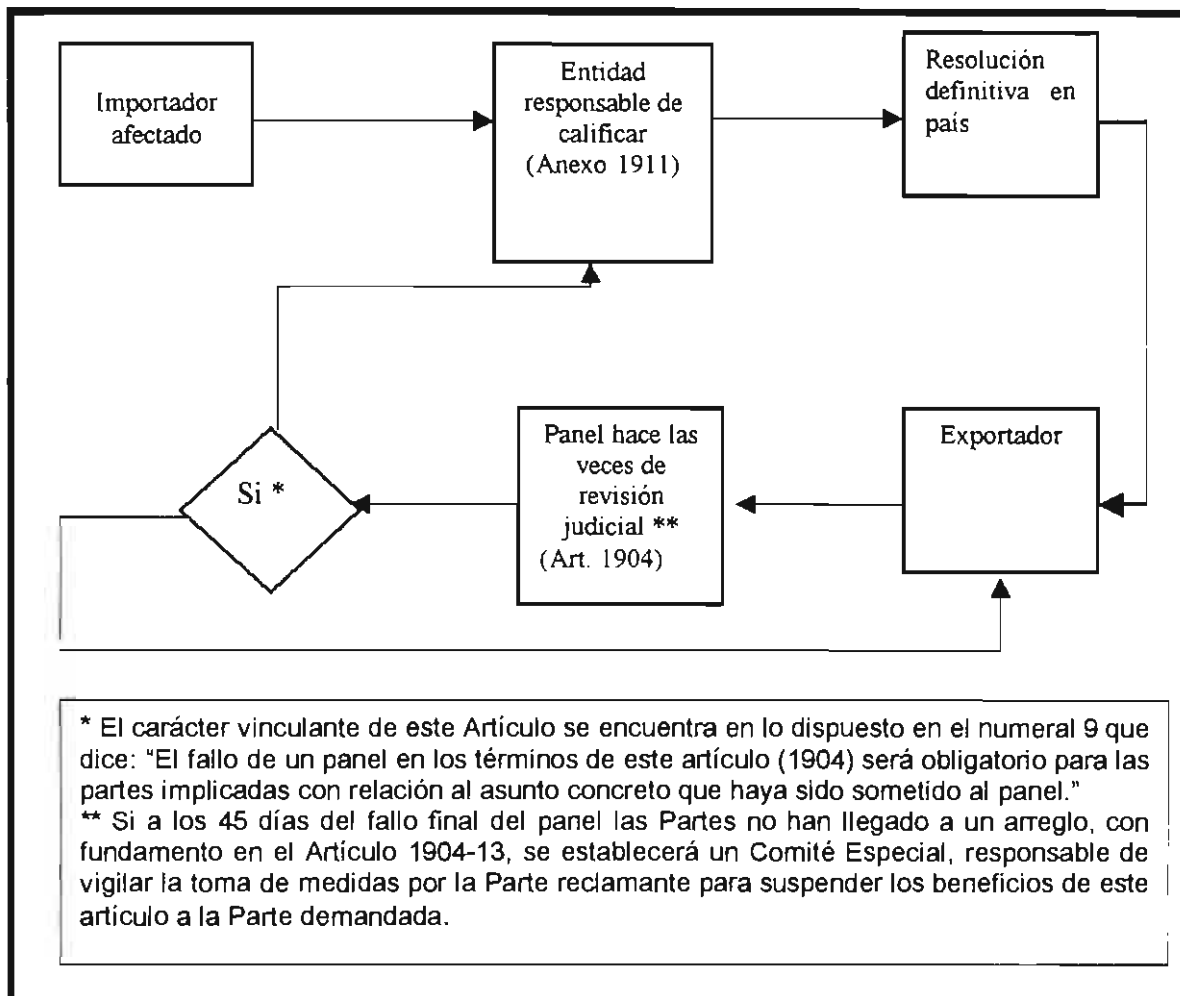 Importador
afectado
Entidad
responsable de
calificar
(Anexo 1911)
Resolución
definitiva en
país
Si *
Panel hace las
veces de
revisión
judicial **
(Art. 1904)
Exportador
* El carácter vinculante de este Artículo se encuentra en lo dispuesto en el numeral 9 que
dice: "El fallo de un panel en los términos de este artículo (1904) será obligatorio para las
partes implicadas con relación al asunto concreto que haya sido sometido al panel."
** Si a los 45 días del fallo final del panel las Partes no han llegado a un arreglo, con
fundamento en el Artículo 1904-13, se establecerá un Comité Especial, responsable de
vigilar la toma de medidas por la Parte reclamante para suspender los beneficios de este
artículo a la Parte demandada.